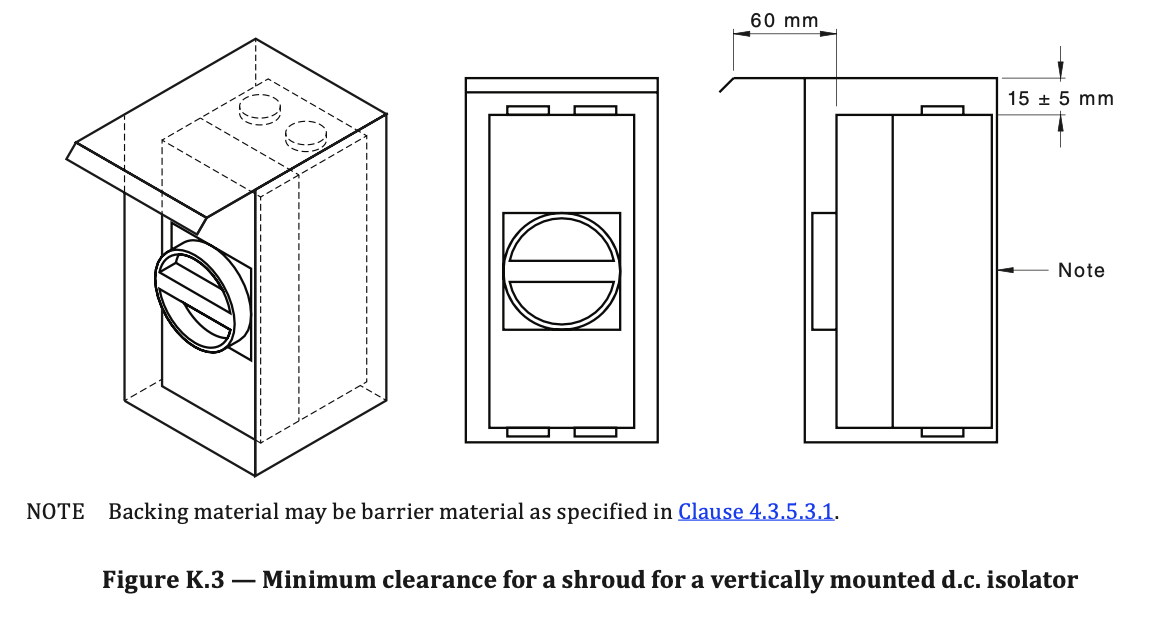 60 mm
15 ± 5 mm
Note
NOTE Backing material may be barrier material as specified in Clause 4.3.5.3.1.
Figure K.3 — Minimum clearance for a shroud for a vertically mounted d.c. isolator